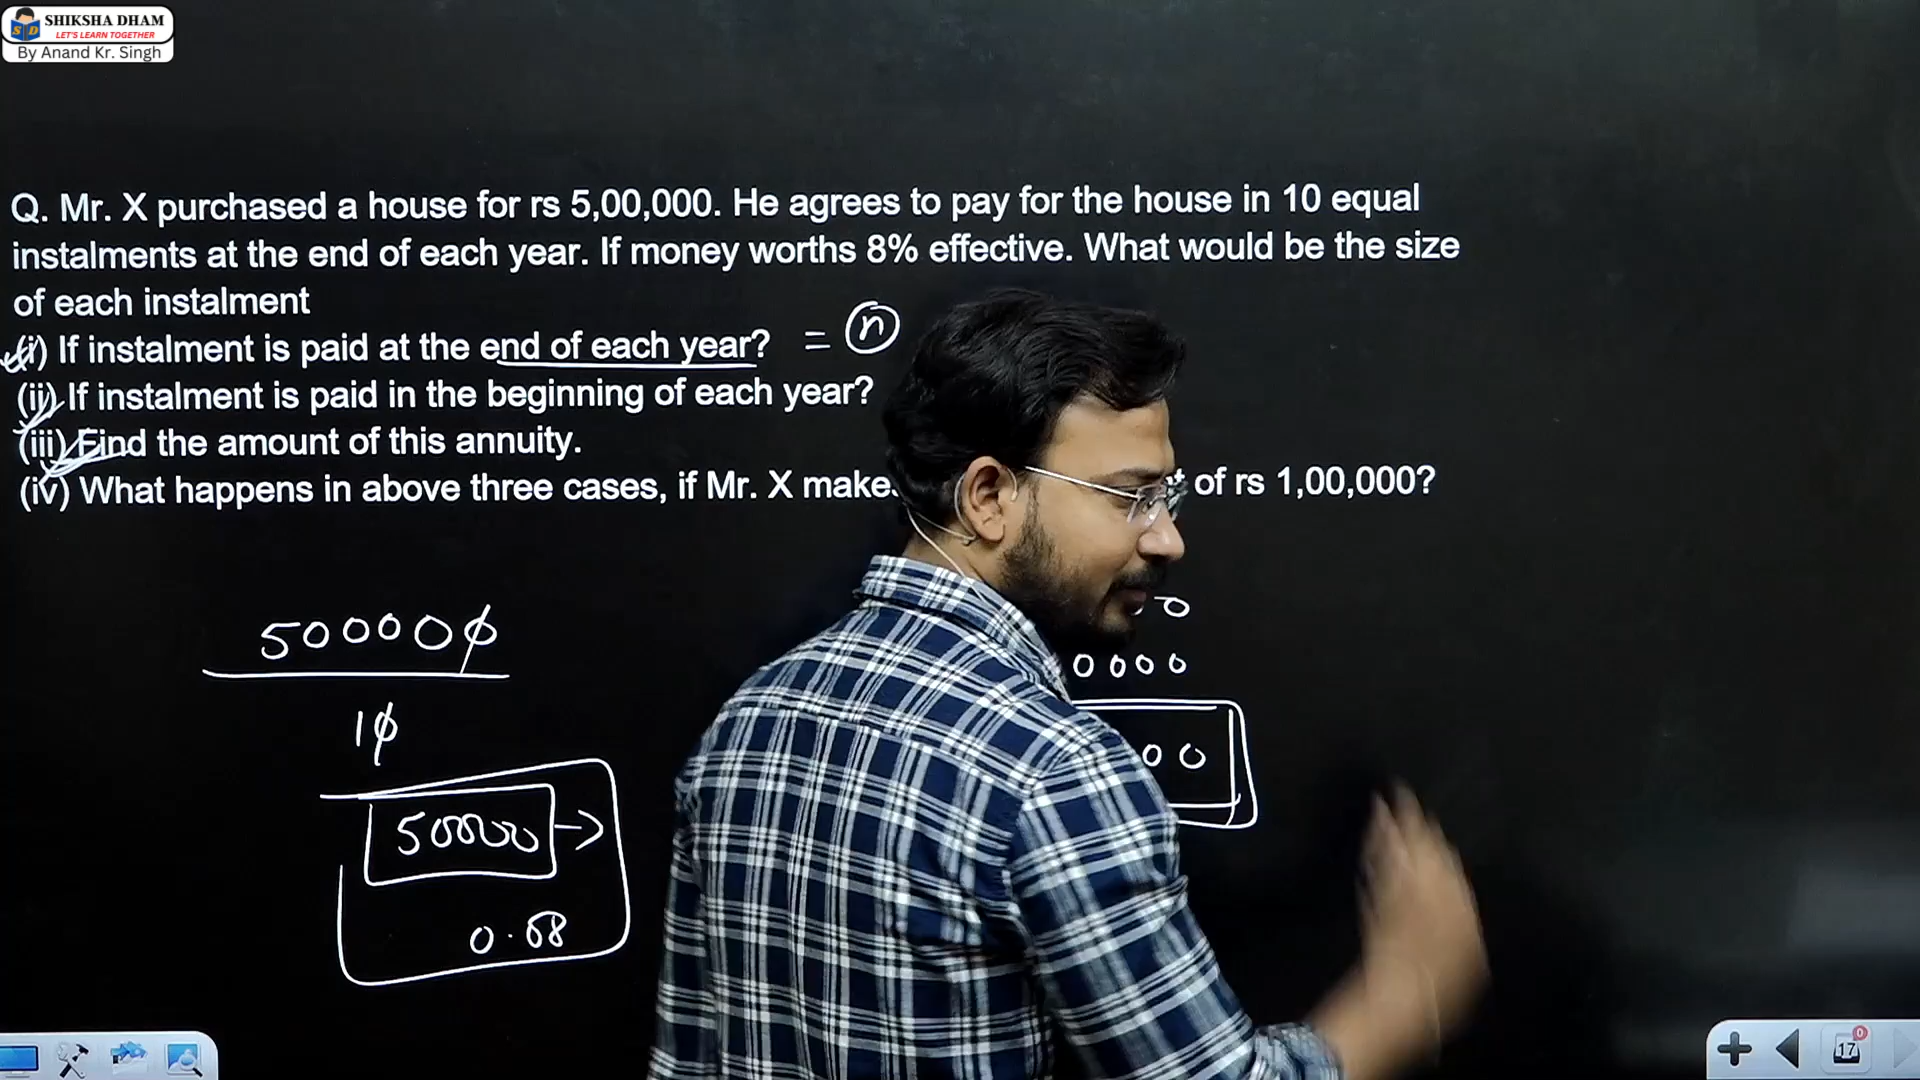 SHIKSHA DHAM
LET'S LEARN TOGETHER
By Anand Kr. Singh
Q. Mr. X purchased a house for rs 5,00,000. He agrees to pay for the house in 10 equal
instalments at the end of each year. If money worths 8% effective. What would be the size
of each instalment
(i) If instalment is paid at the end of each year? = n
(ii) If instalment is paid in the beginning of each year?
(iii) Find the amount of this annuity.
(iv) What happens in above three cases, if Mr. X of rs 1,00,000?
500000
10
50000 →
0.08
0000
00
17
0